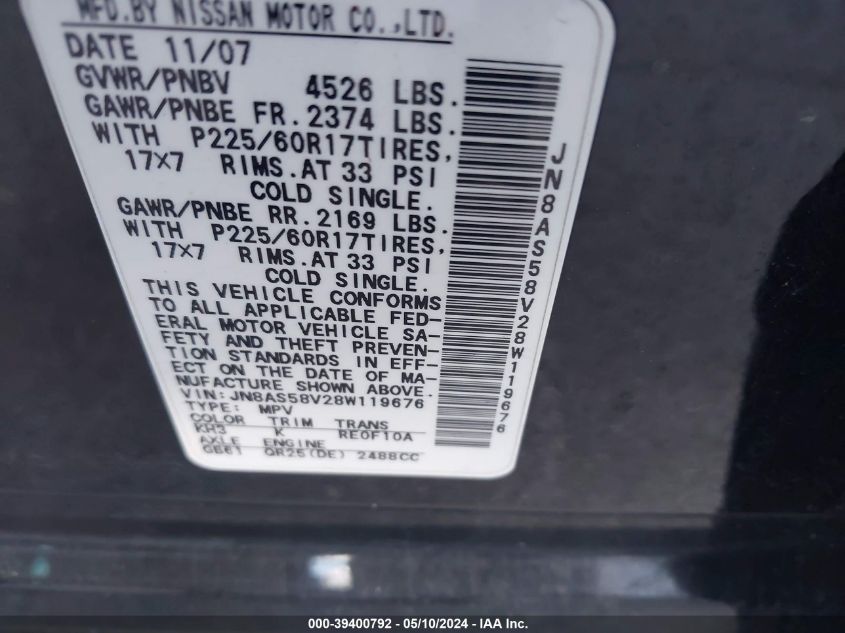 MFD.BY NISSAN MOTOR CO.,LTD.
DATE 11/07
GVWR/PNBV 4526 LBS.
GAWR/PNBE FR. 2374 LBS.
WITH P225/60R17TIRES,
17×7 RIMS.AT 33 PSI
COLD SINGLE.
GAWR/PNBE RR. 2169 LBS.
WITH P225/60R17TIRES,
17×7 RIMS.AT 33 PSI
COLD SINGLE.
THIS VEHICLE CONFORMS
TO ALL APPLICABLE FED-
ERAL MOTOR VEHICLE SA-
FETY AND THEFT PREVEN-
TION STANDARDS IN EFF-
ECT ON THE DATE OF MA-
NUFACTURE SHOWN ABOVE.
VIN: JN8AS58V28W119676
TYPE: MPV
COLOR TRIM TRANS
KH3 K RE0F10A
AXLE ENGINE
GB61 QR25(DE) 2488CC
JN8AS58V28W119676
000-39400792 - 05/10/2024 - IAA Inc.